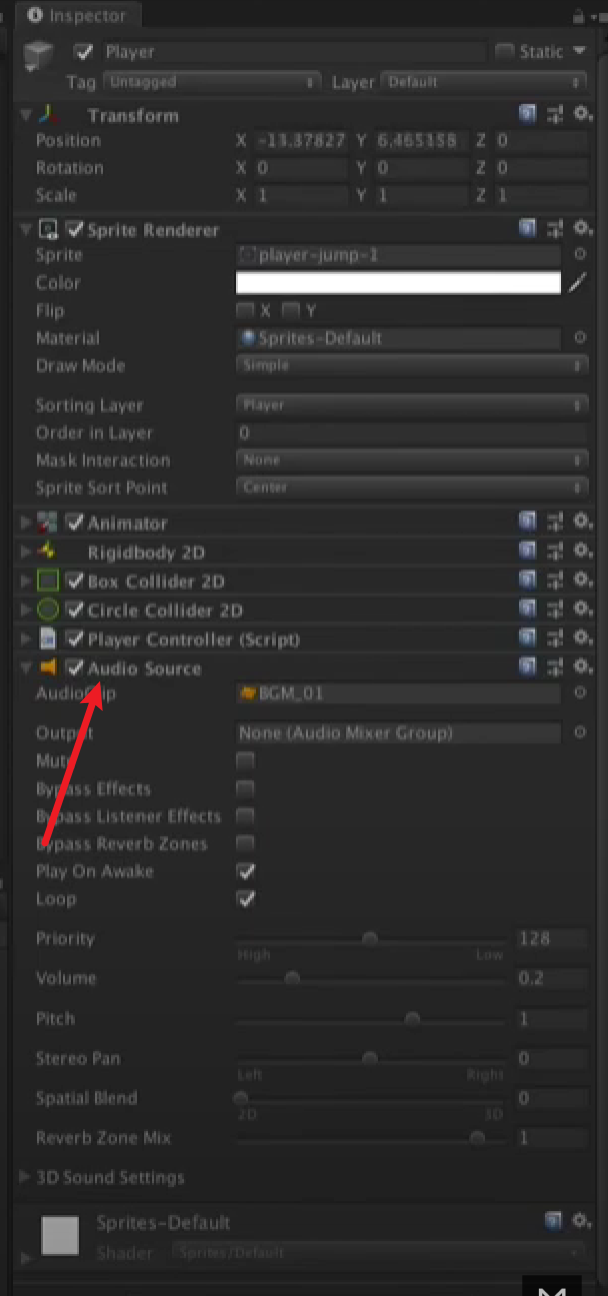 Inspector
Player Static
Tag Untagged Layer Default
Transform
Position X -13.37827 Y 6.465158 Z 0
Rotation X 0 Y 0 Z 0
Scale X 1 Y 1 Z 1
Sprite Renderer
Sprite player-jump-1
Color
Flip X Y
Material Sprites-Default
Draw Mode Simple
Sorting Layer Player
Order in Layer 0
Mask Interaction None
Sprite Sort Point Center
Animator
Rigidbody 2D
Box Collider 2D
Circle Collider 2D
Player Controller (Script)
Audio Source
AudioClip BGM_01
Output None (Audio Mixer Group)
Mute
Bypass Effects
Bypass Listener Effects
Bypass Reverb Zones
Play On Awake
Loop
Priority 128
High Low
Volume 0.2
Pitch 1
Stereo Pan 0
Left Right
Spatial Blend 0
2D 3D
Reverb Zone Mix 1
3D Sound Settings
Sprites-Default
Shader Sprites/Default